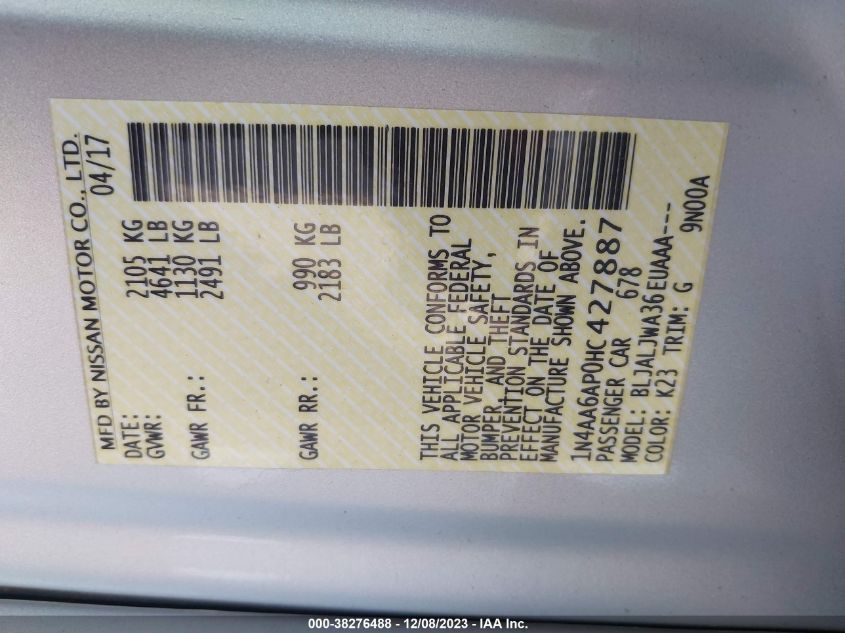 MFD BY NISSAN MOTOR CO., LTD.
DATE: 04/17
GVWR: 2105 KG
4641 LB
GAWR FR.: 1130 KG
2491 LB
GAWR RR.: 990 KG
2183 LB
THIS VEHICLE CONFORMS TO
ALL APPLICABLE FEDERAL
MOTOR VEHICLE SAFETY,
BUMPER, AND THEFT
PREVENTION STANDARDS IN
EFFECT ON THE DATE OF
MANUFACTURE SHOWN ABOVE.
1N4AA6AP0HC427887
PASSENGER CAR 678
MODEL: BLJALJWA36EUAAA---
COLOR: K23 TRIM: G 9N00A
000-38276488 - 12/08/2023 - IAA Inc.